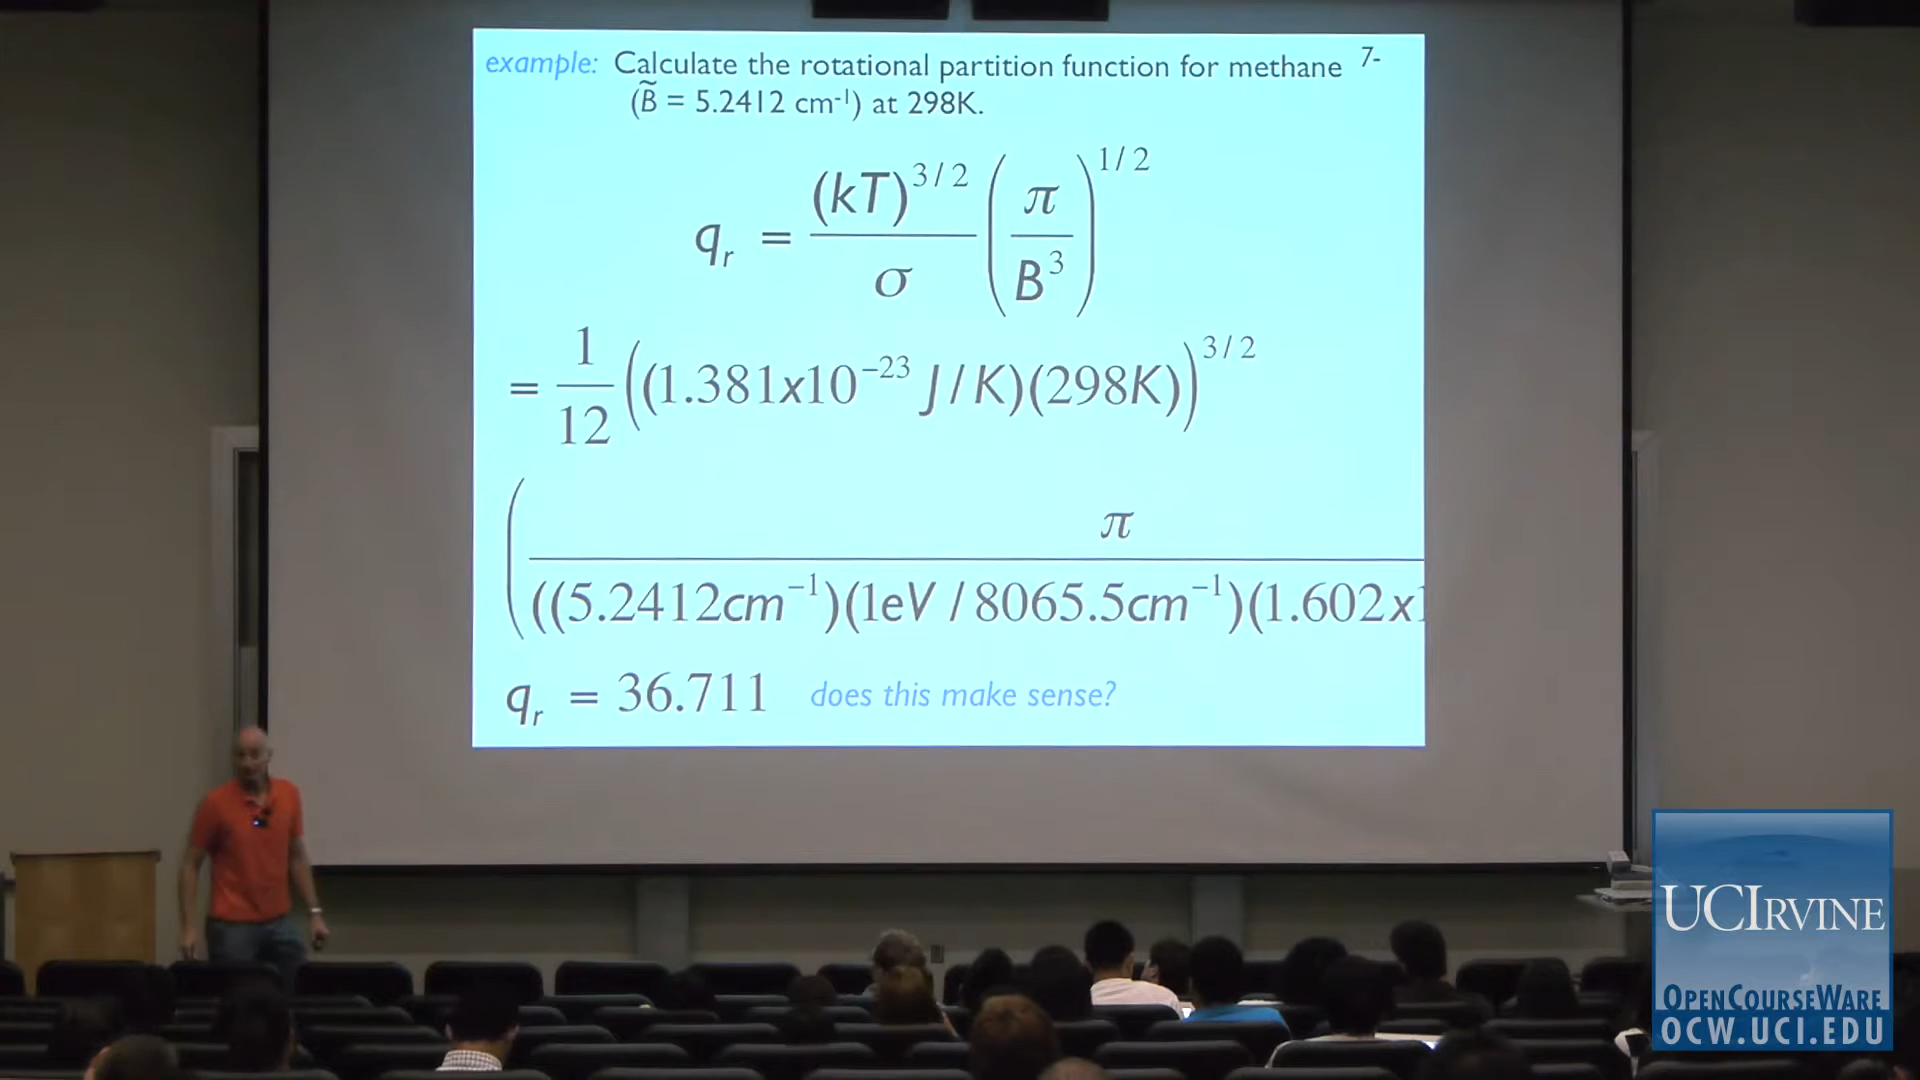 example: Calculate the rotational partition function for methane 7-
(B̃ = 5.2412 cm⁻¹) at 298K.
qᵣ = (kT)^{3/2} / σ (π / B³)^{1/2}
= 1/12 ((1.381x10⁻²³ J/K)(298K))^{3/2}
(π / ((5.2412cm⁻¹)(1eV / 8065.5cm⁻¹)(1.602x
qᵣ = 36.711 does this make sense?
UCIRVINE
OPENCOURSEWARE
OCW.UCI.EDU